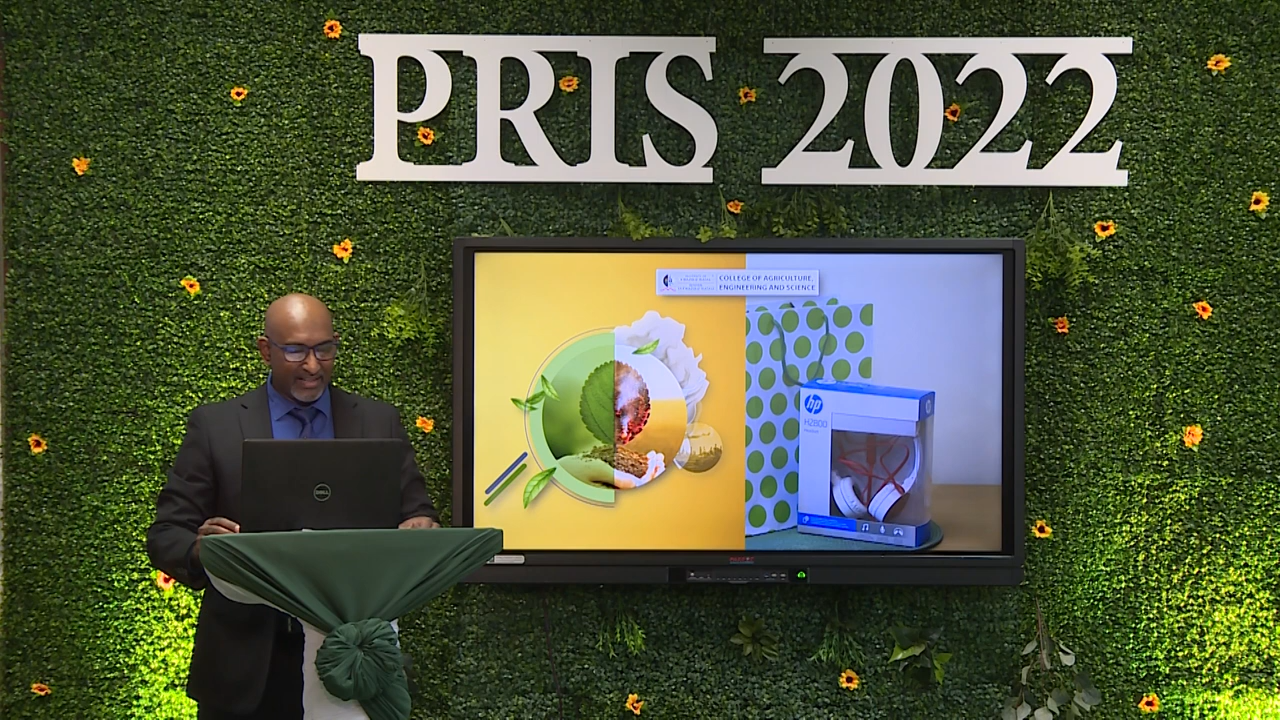 PRIS 2022
COLLEGE OF AGRICULTURE,
ENGINEERING AND SCIENCE
hp
H2800
DELL